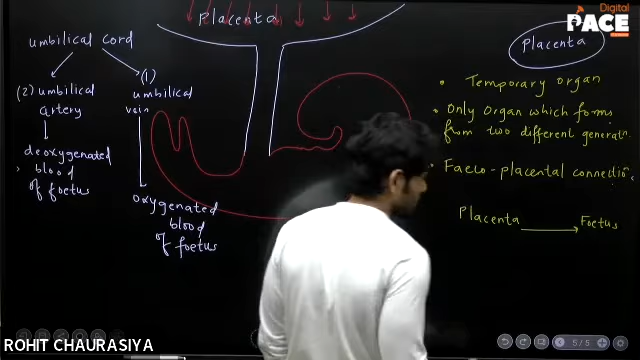 Digital
PACE
Placenta
umbilical cord
(2) umbilical
artery
deoxygenated
blood
of foetus
(1)
umbilical
vein
oxygenated
blood
of foetus
Placenta
• Temporary organ
• Only Organ which forms
from two different generatn.
• Faeto-placental connection
Placenta → Foetus
5/5
ROHIT CHAURASIYA